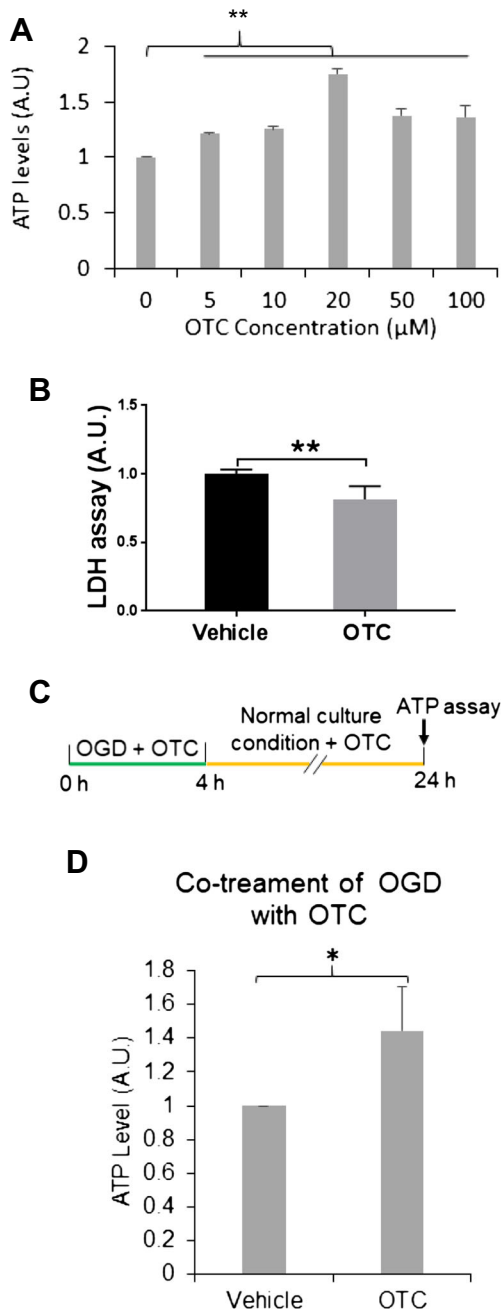 A
**
ATP levels (A.U)
2
1.5
1
0.5
0
0 5 10 20 50 100
OTC Concentration (µM)
B
LDH assay (A.U.)
1.5
1.0
0.5
0.0
**
Vehicle OTC
C
OGD + OTC
Normal culture
condition + OTC
ATP assay
0 h 4 h 24 h
D
Co-treament of OGD
with OTC
*
ATP Level (A.U.)
1.8
1.6
1.4
1.2
1
0.8
0.6
0.4
0.2
0
Vehicle OTC